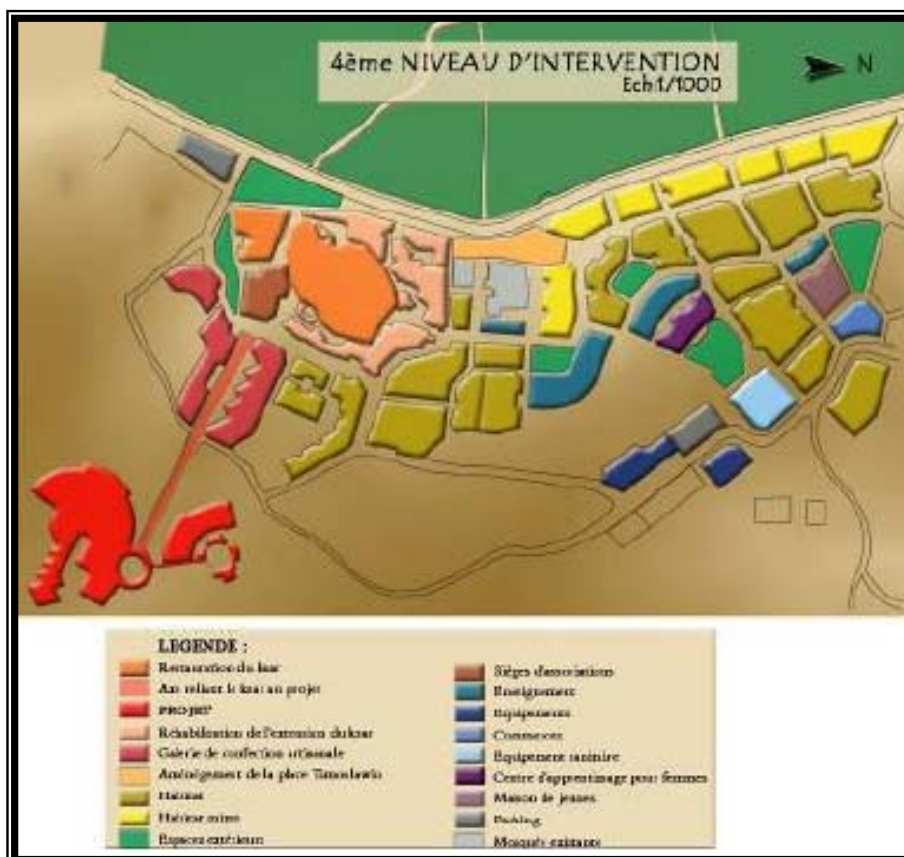 4ème NIVEAU D'INTERVENTION
Ech:1/1000
N
LEGENDE :
Restauration du ksar
Axe reliant le ksar au projet
PROJET
Réhabilitation de l'extension du ksar
Galerie de confection artisanale
Aménagement de la place
Habitat
Habitat mixte
Espaces extérieurs
Sièges d'associations
Enseignement
Equipements
Commerces
Equipement sanitaire
Centre d'apprentissage pour femmes
Maison de jeunes
Parking
Mosquée existante